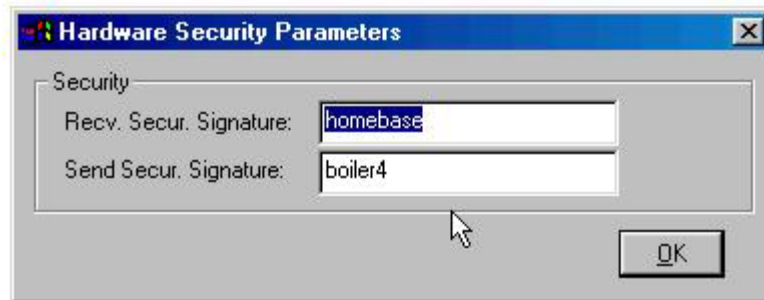 Hardware Security Parameters
Security
Recv. Secur. Signature: homebase
Send Secur. Signature: boiler4
OK